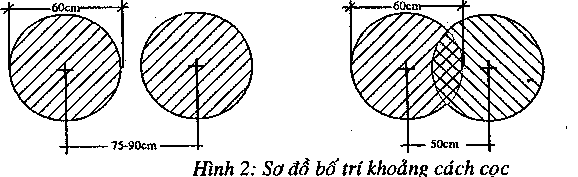 60cm 60cm
75-90cm 50cm
Hình 2: Sơ đồ bố trí khoảng cách cọc